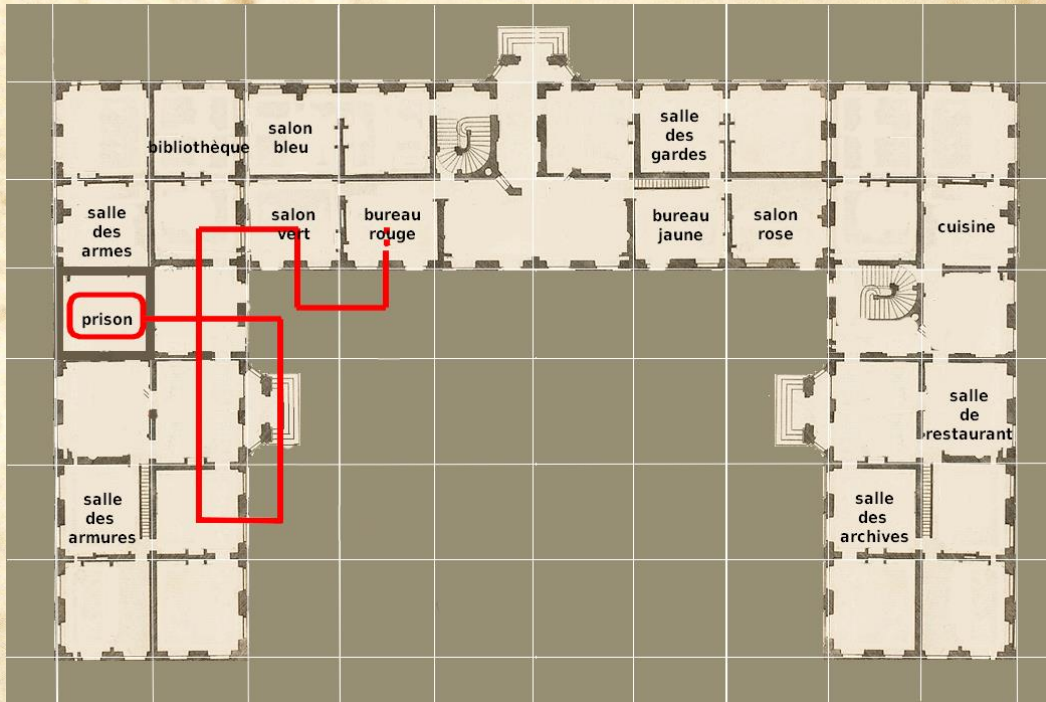 bibliothèque
salon
bleu
salle
des
gardes
salle
des
armes
salon
vert
bureau
rouge
bureau
jaune
salon
rose
cuisine
prison
salle
de
restaurant
salle
des
armures
salle
des
archives